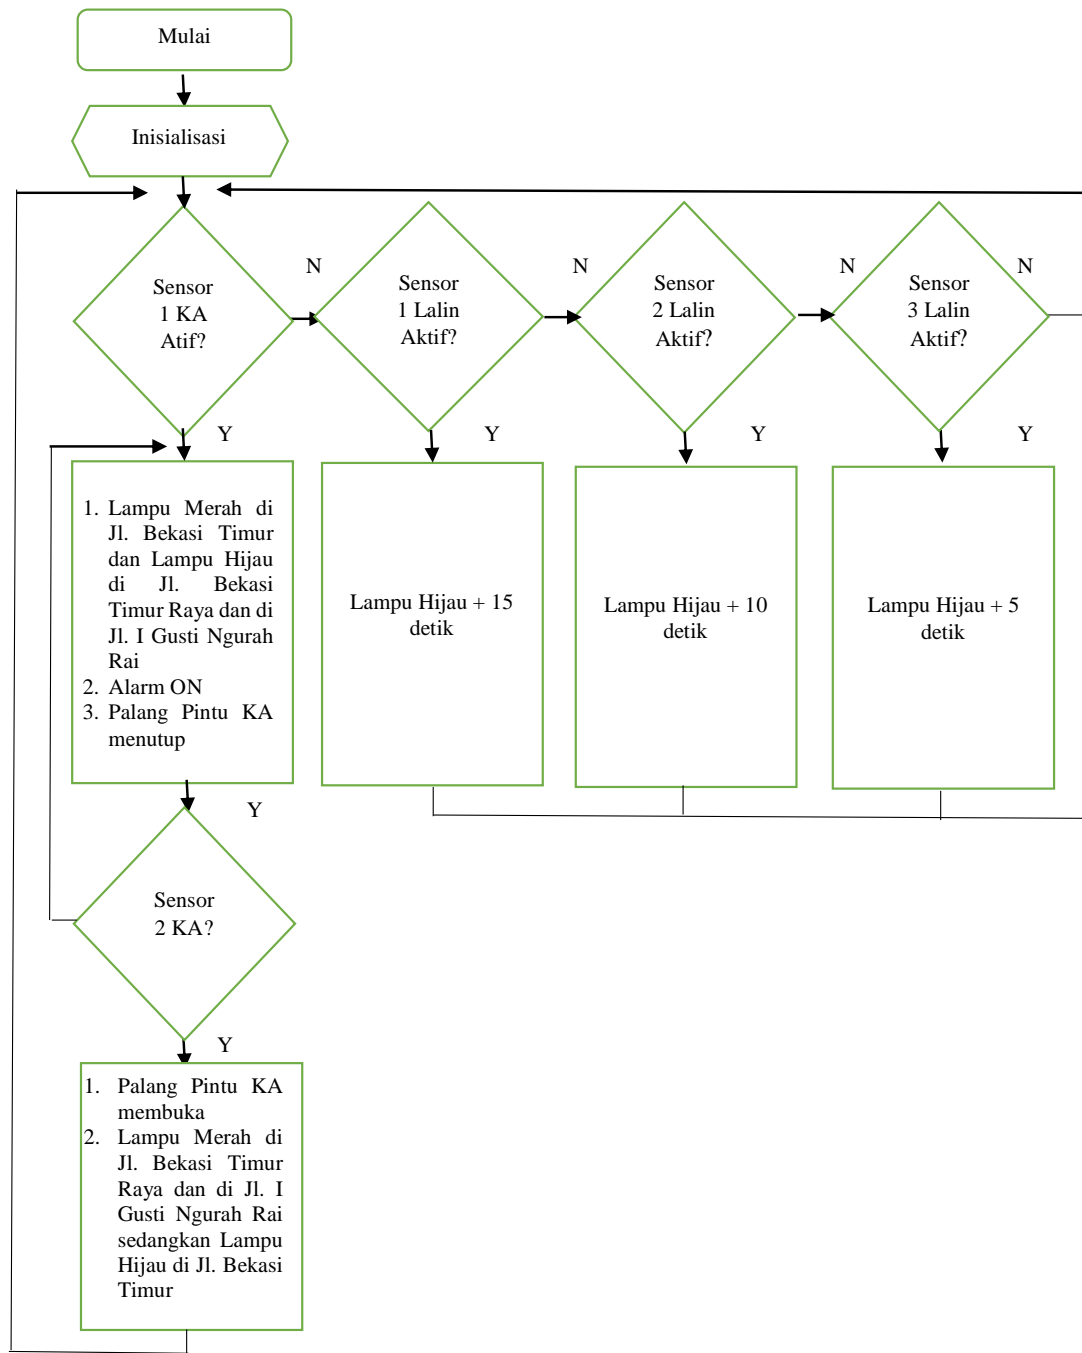 Mulai
Inisialisasi
Sensor
1 KA
Atif?
N
Sensor
1 Lalin
Aktif?
N
Sensor
2 Lalin
Aktif?
N
Sensor
3 Lalin
Aktif?
N
Y
Y
Y
Y
1. Lampu Merah di
Jl. Bekasi Timur
dan Lampu Hijau
di Jl. Bekasi
Timur Raya dan di
Jl. I Gusti Ngurah
Rai
2. Alarm ON
3. Palang Pintu KA
menutup
Lampu Hijau + 15
detik
Lampu Hijau + 10
detik
Lampu Hijau + 5
detik
Y
Sensor
2 KA?
Y
1. Palang Pintu KA
membuka
2. Lampu Merah di
Jl. Bekasi Timur
Raya dan di Jl. I
Gusti Ngurah Rai
sedangkan Lampu
Hijau di Jl. Bekasi
Timur